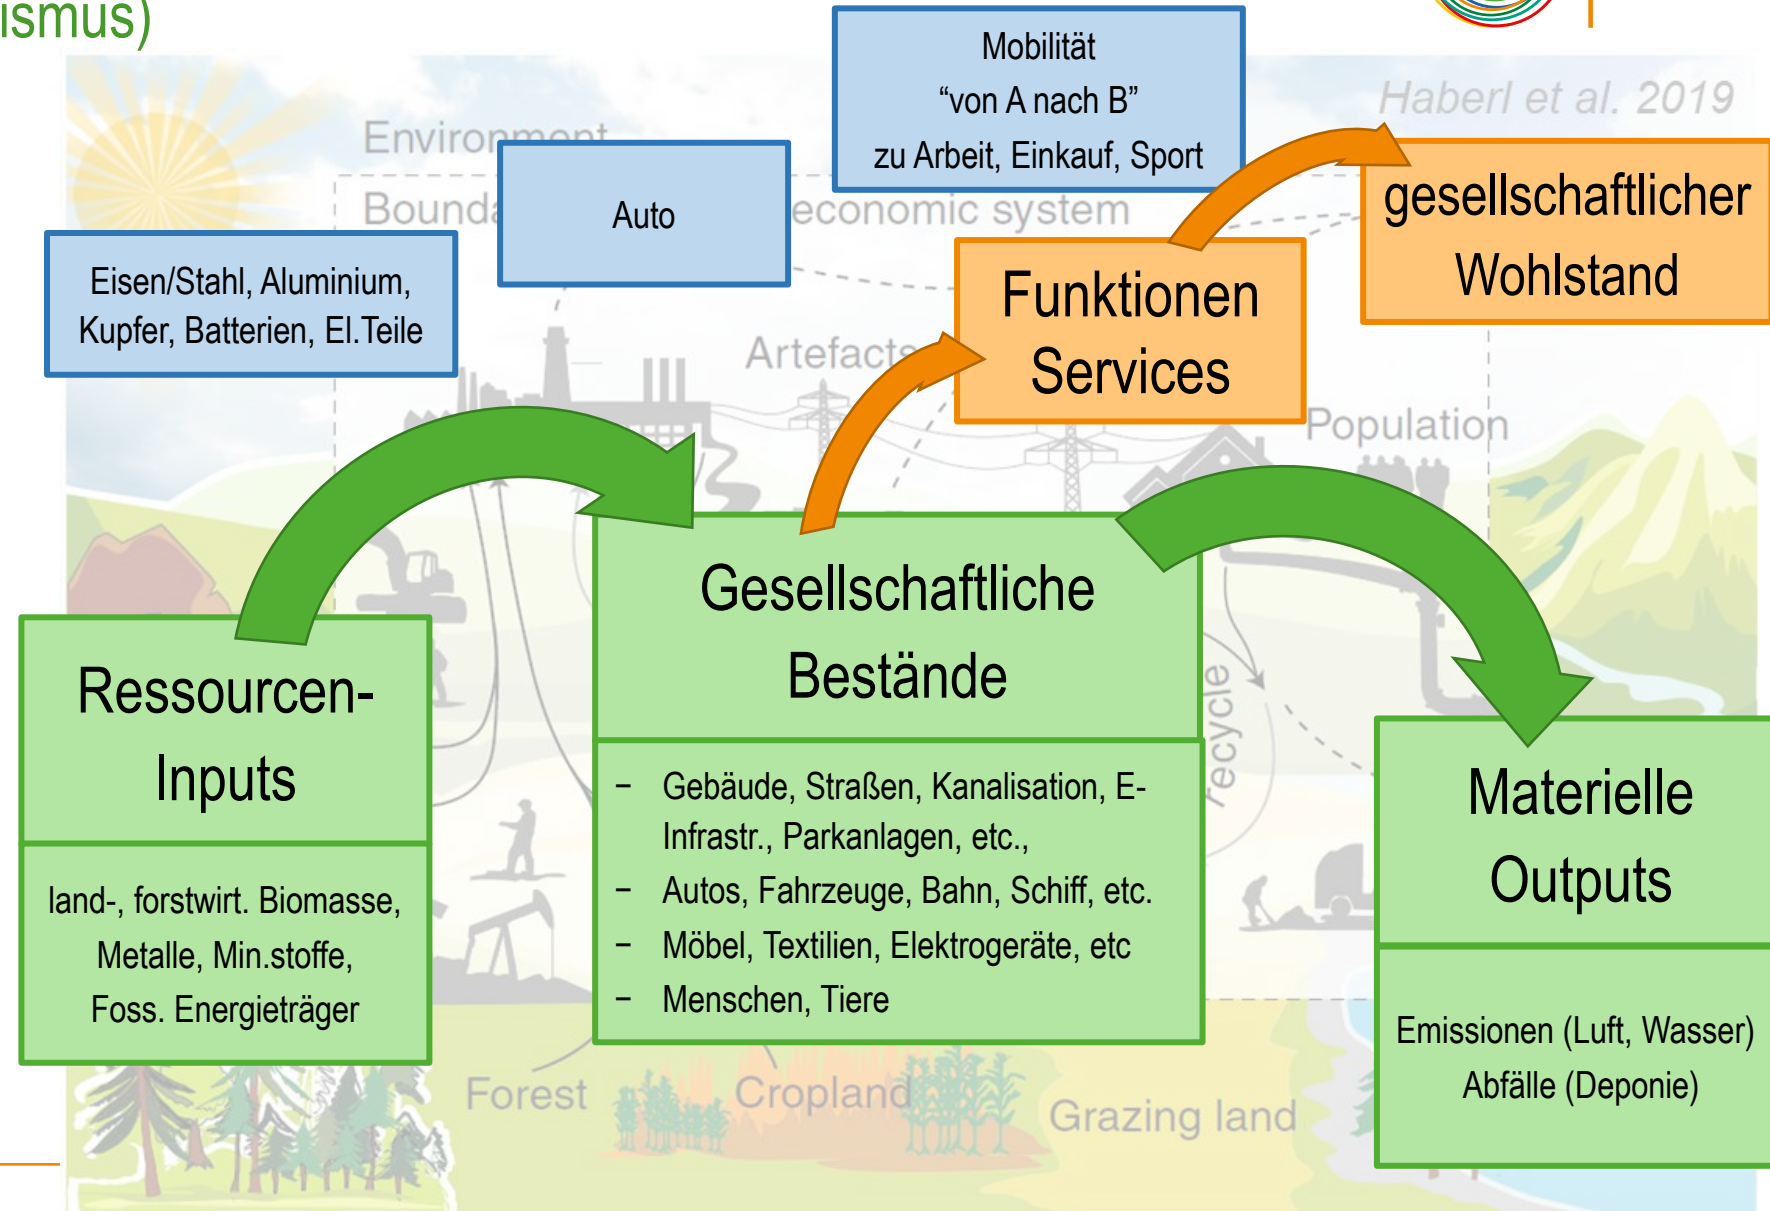 ismus)
Haberl et al. 2019
Mobilität
“von A nach B”
zu Arbeit, Einkauf, Sport
Environment
Auto
economic system
gesellschaftlicher
Wohlstand
Eisen/Stahl, Aluminium,
Kupfer, Batterien, El.Teile
Funktionen
Services
Artefacts
Population
Gesellschaftliche
Bestände
− Gebäude, Straßen, Kanalisation, E-
Infrastr., Parkanlagen, etc.,
− Autos, Fahrzeuge, Bahn, Schiff, etc.
− Möbel, Textilien, Elektrogeräte, etc
− Menschen, Tiere
Ressourcen-
Inputs
land-, forstwirt. Biomasse,
Metalle, Min.stoffe,
Foss. Energieträger
recycle
Materielle
Outputs
Emissionen (Luft, Wasser)
Abfälle (Deponie)
Forest
Cropland
Grazing land